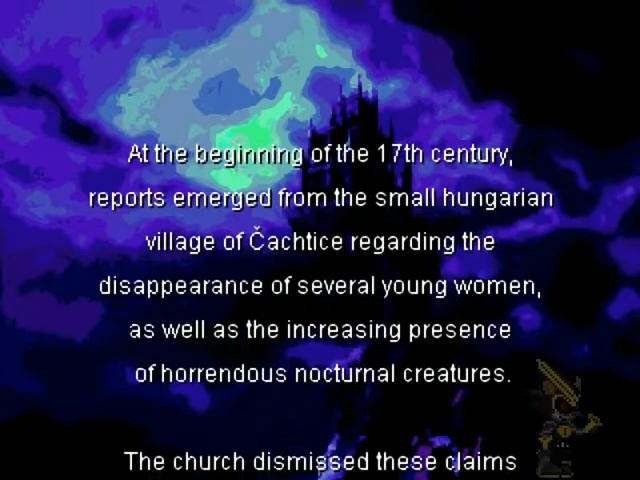 At the beginning of the 17th century,
reports emerged from the small hungarian
village of Čachtice regarding the
disappearance of several young women,
as well as the increasing presence
of horrendous nocturnal creatures.
The church dismissed these claims